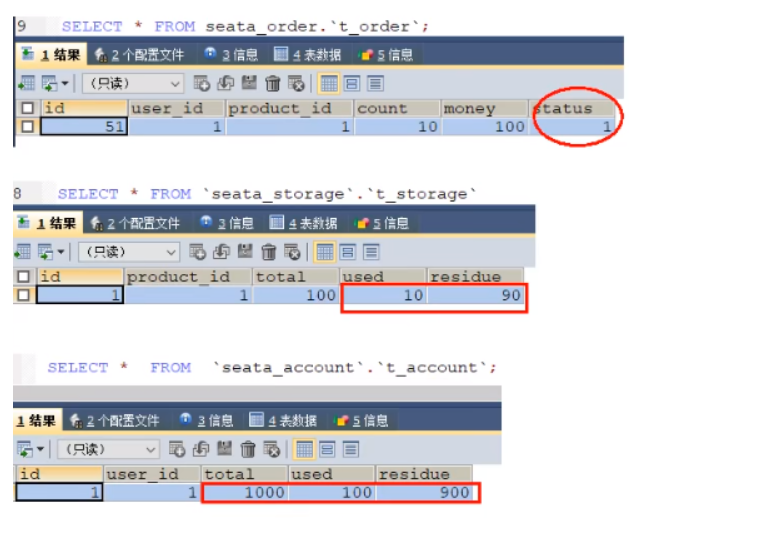 9 SELECT * FROM seata_order.`t_order`;
1 结果 2 个配置文件 3 信息 4 表数据 5 信息
(只读)
id user_id product_id count money status
51 1 1 10 100 1
8 SELECT * FROM `seata_storage`.`t_storage`
1 结果 2 个配置文件 3 信息 4 表数据 5 信息
(只读)
id product_id total used residue
1 1 100 10 90
SELECT * FROM `seata_account`.`t_account`;
1 结果 2 个配置文件 3 信息 4 表数据 5 信息
(只读)
id user_id total used residue
1 1 1000 100 900